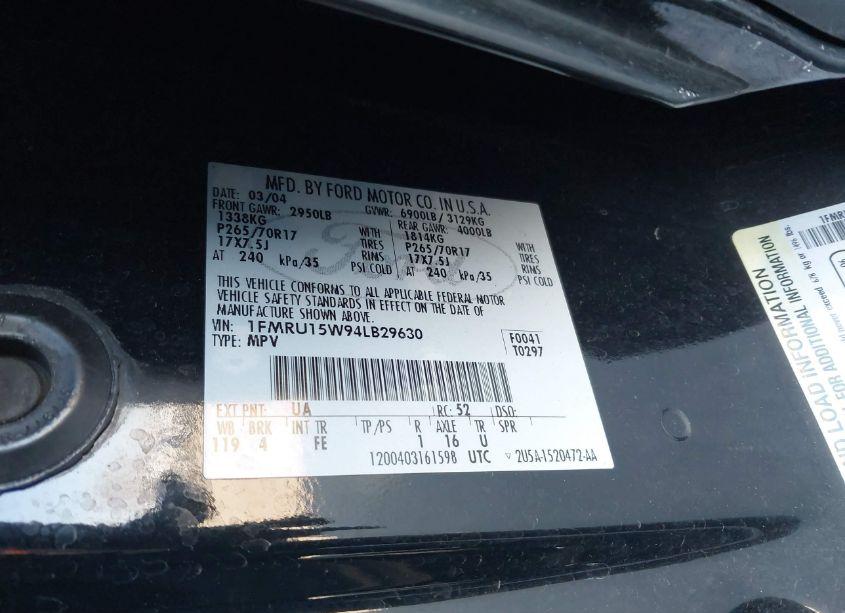 MFD. BY FORD MOTOR CO. IN U.S.A.
DATE: 03/04 GVWR: 6900LB / 3129KG
FRONT GAWR: 2950LB REAR GAWR: 4000LB
1338KG 1814KG
P265/70R17 TIRES P265/70R17 TIRES
17X7.5J RIMS 17X7.5J RIMS
AT 240 kPa/35 PSI COLD AT 240 kPa/35 PSI COLD
Ford
THIS VEHICLE CONFORMS TO ALL APPLICABLE FEDERAL MOTOR
VEHICLE SAFETY STANDARDS IN EFFECT ON THE DATE OF
MANUFACTURE SHOWN ABOVE.
VIN: 1FMRU15W94LB29630
TYPE: MPV
F0041
T0297
EXT PNT: UA RC: 52 DSO:
WB BRK INT TR TP/PS R AXLE TR SPR
119 4 FE 1 16 U
1200403161598 UTC ▽ 2U5A-1520472-AA
1FMRU
INFORMATION
FOR ADDITIONAL INFORMATION
LOAD INFORMATION